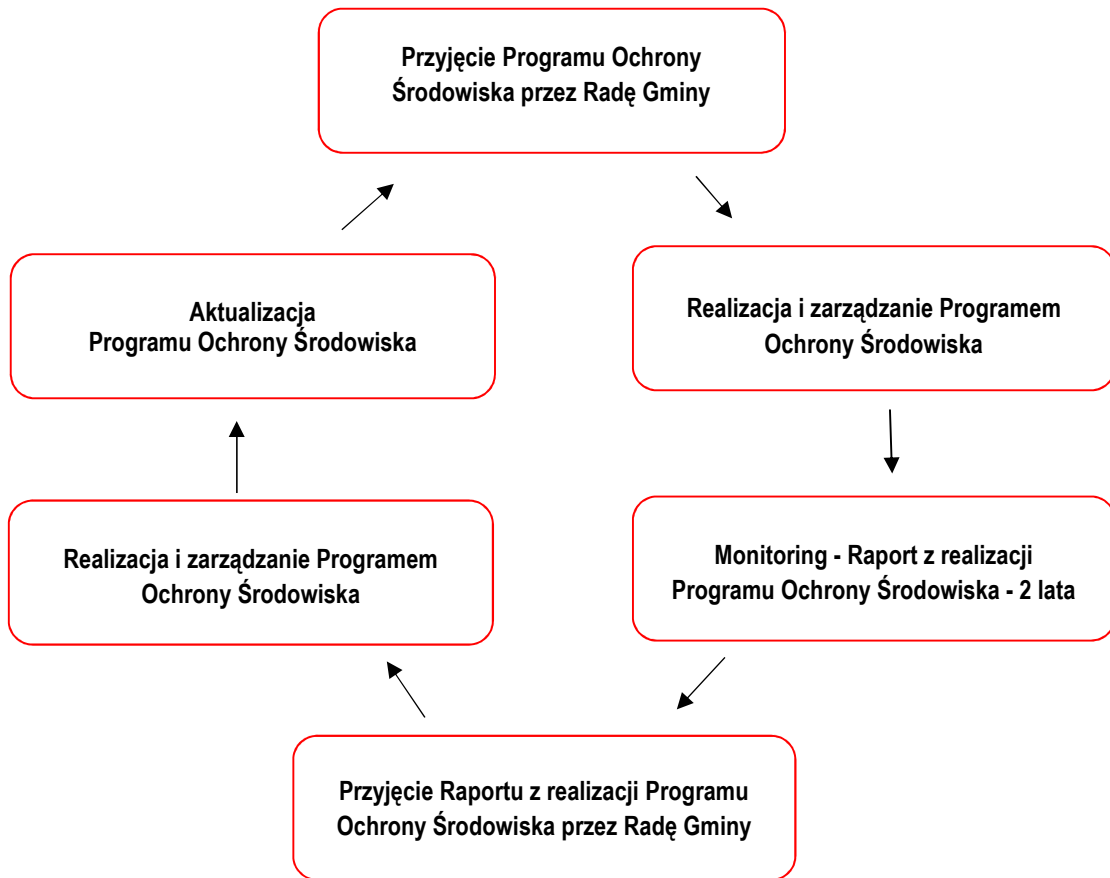 Przyjęcie Programu Ochrony
Środowiska przez Radę Gminy
Realizacja i zarządzanie Programem
Ochrony Środowiska
Monitoring - Raport z realizacji
Programu Ochrony Środowiska - 2 lata
Przyjęcie Raportu z realizacji Programu
Ochrony Środowiska przez Radę Gminy
Realizacja i zarządzanie Programem
Ochrony Środowiska
Aktualizacja
Programu Ochrony Środowiska